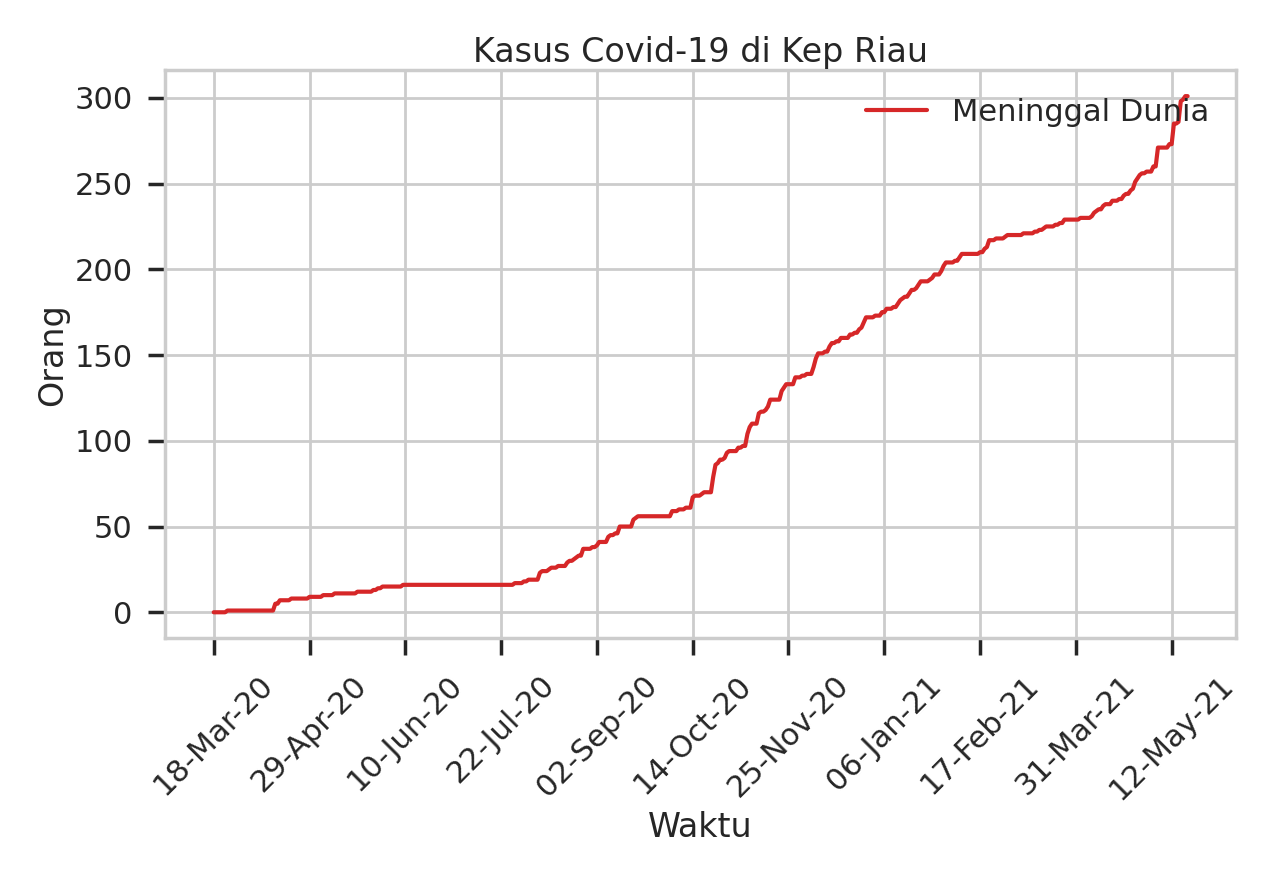 Kasus Covid-19 di Kep Riau
Meninggal Dunia
Orang
300
250
200
150
100
50
0
18-Mar-20
29-Apr-20
10-Jun-20
22-Jul-20
02-Sep-20
14-Oct-20
25-Nov-20
06-Jan-21
17-Feb-21
31-Mar-21
12-May-21
Waktu